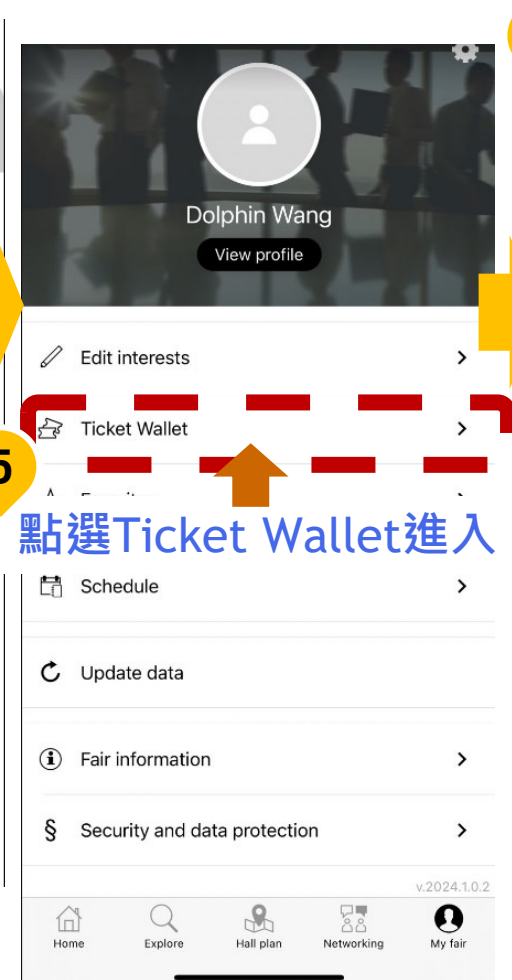 Dolphin Wang
View profile
Edit interests
Ticket Wallet
5
點選Ticket Wallet進入
Schedule
Update data
Fair information
§ Security and data protection
v.2024.1.0.2
Home Explore Hall plan Networking My fair